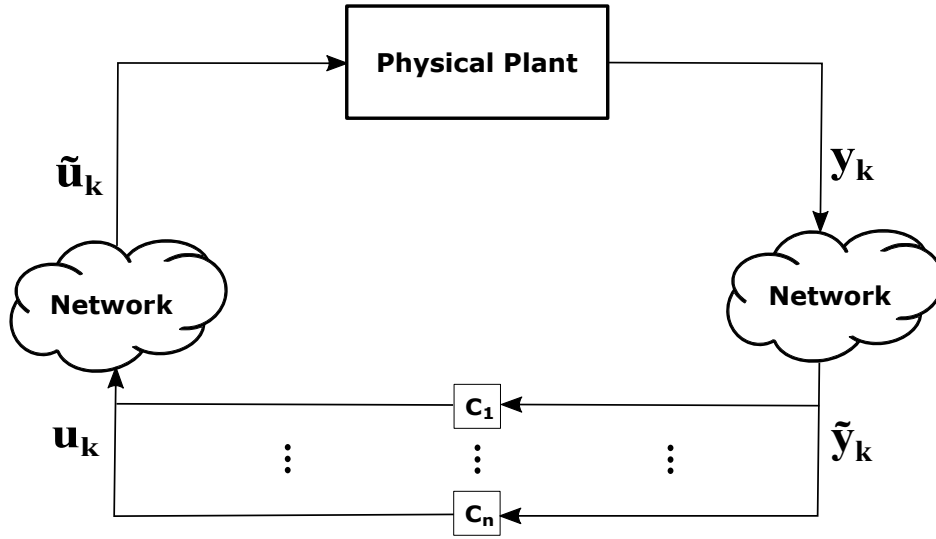 Physical Plant
ũₖ
yₖ
Network
Network
C₁
uₖ
ỹₖ
⋮ ⋮ ⋮
Cₙ